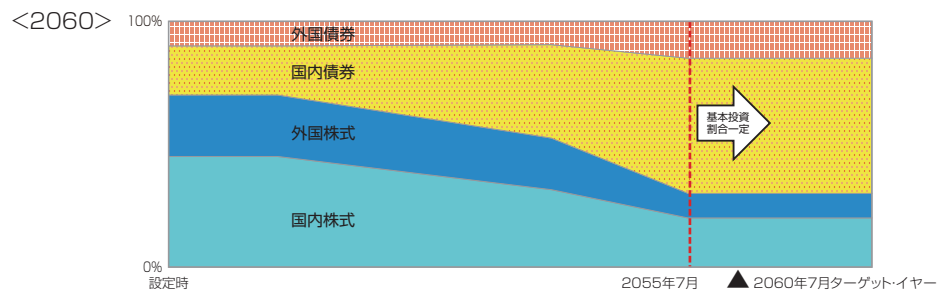 <2060>
100%
外国債券
国内債券
外国株式
基本投資
割合一定
国内株式
0%
設定時
2055年7月
▲ 2060年7月ターゲット・イヤー